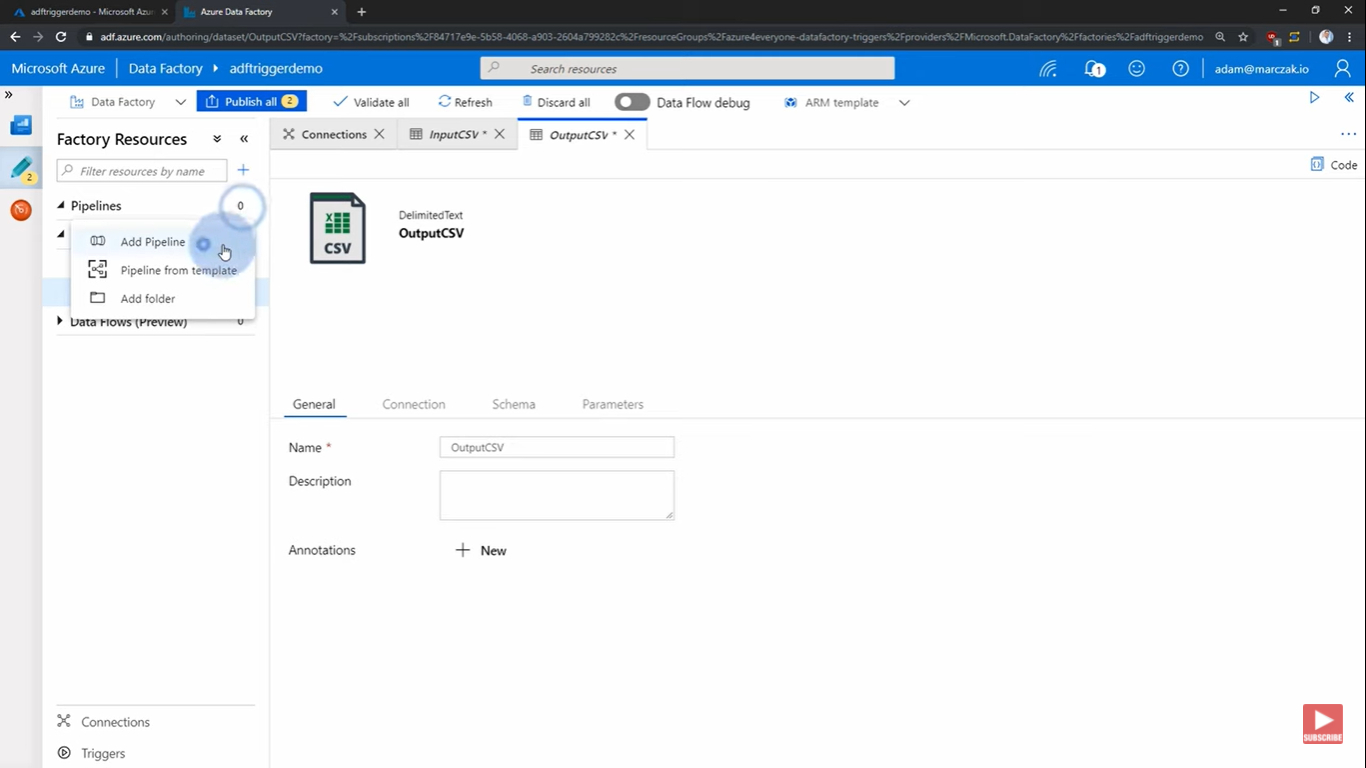 adftriggerdemo - Microsoft Azu
Azure Data Factory
adf.azure.com/authoring/dataset/OutputCSV?factory=%2Fsubscriptions%2F84717e9e-5b58-4068-a903-2604a799282c%2FresourceGroups%2Fazure4everyone-datafactory-triggers%2Fproviders%2FMicrosoft.DataFactory%2Ffactories%2Fadftriggerdemo
Microsoft Azure
Data Factory
adftriggerdemo
Search resources
1
adam@marczak.io
Data Factory
Publish all 2
Validate all
Refresh
Discard all
Data Flow debug
ARM template
Factory Resources
Connections
InputCSV *
OutputCSV *
Filter resources by name
Code
2
Pipelines 0
Add Pipeline
Pipeline from template
Add folder
Data Flows (Preview) 0
CSV
DelimitedText
OutputCSV
General
Connection
Schema
Parameters
Name *
OutputCSV
Description
Annotations
New
Connections
Triggers
SUBSCRIBE